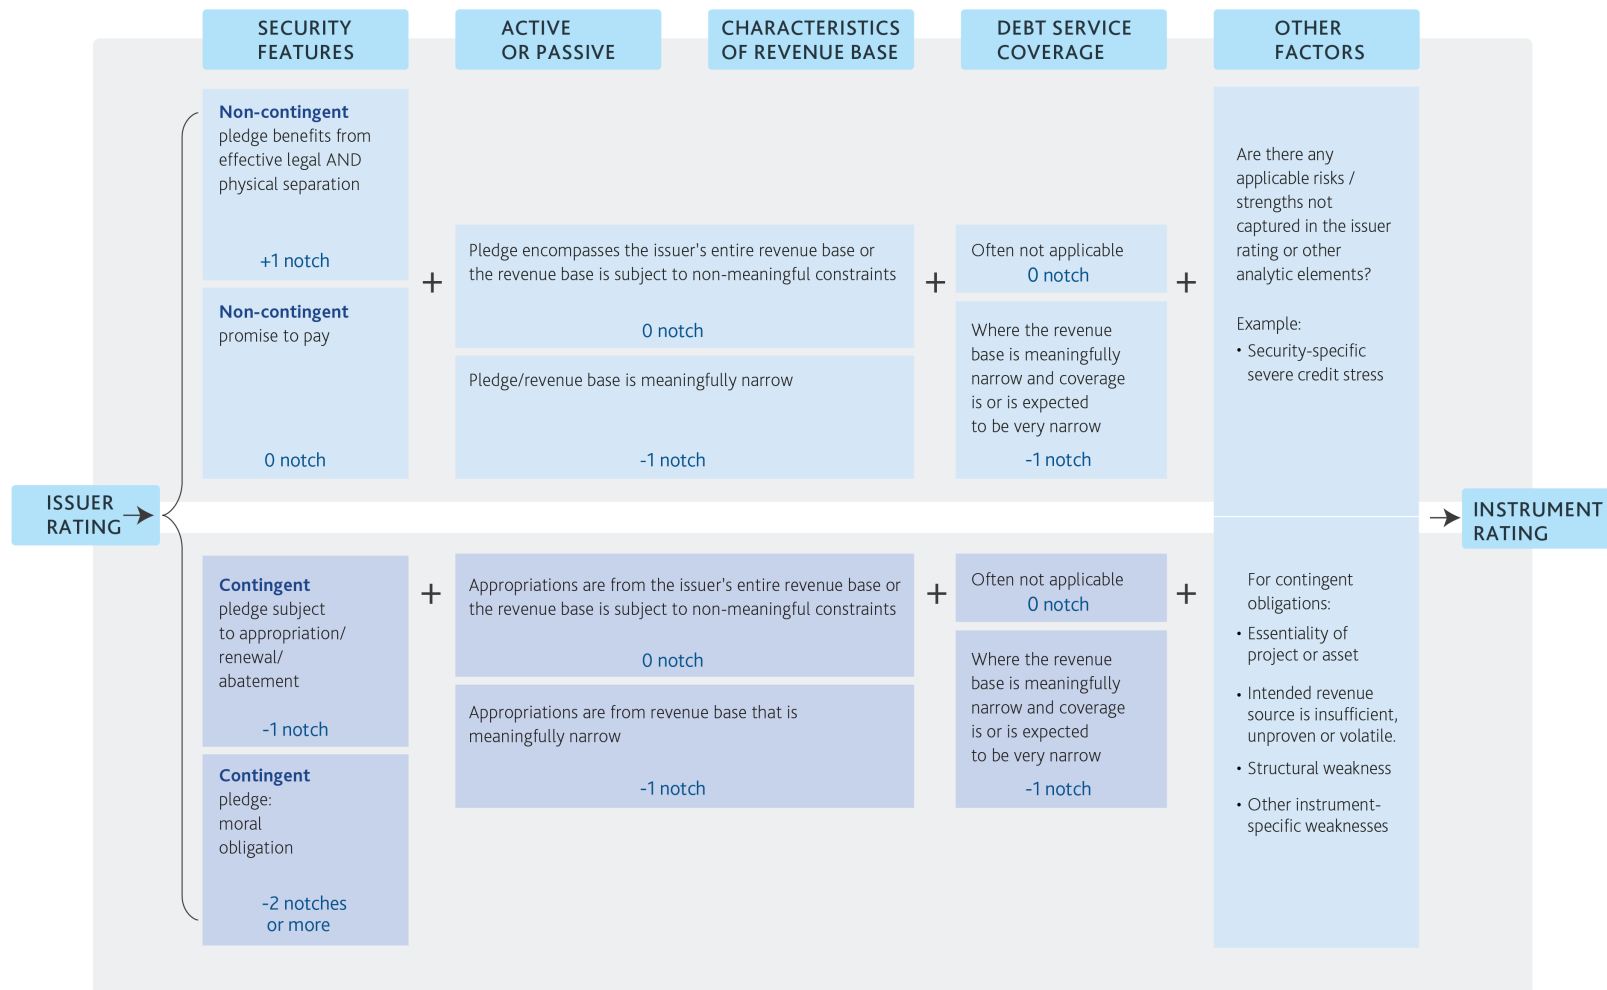 SECURITY
FEATURES
ACTIVE
OR PASSIVE
CHARACTERISTICS
OF REVENUE BASE
DEBT SERVICE
COVERAGE
OTHER
FACTORS
ISSUER
RATING
Non-contingent
pledge benefits from
effective legal AND
physical separation
+1 notch
Non-contingent
promise to pay
0 notch
+
Pledge encompasses the issuer's entire revenue base or
the revenue base is subject to non-meaningful constraints
0 notch
Pledge/revenue base is meaningfully narrow
-1 notch
+
Often not applicable
0 notch
Where the revenue
base is meaningfully
narrow and coverage
is or is expected
to be very narrow
-1 notch
+
Are there any
applicable risks /
strengths not
captured in the issuer
rating or other
analytic elements?
Example:
• Security-specific
severe credit stress
Contingent
pledge subject
to appropriation/
renewal/
abatement
-1 notch
Contingent
pledge:
moral
obligation
-2 notches
or more
+
Appropriations are from the issuer's entire revenue base or
the revenue base is subject to non-meaningful constraints
0 notch
Appropriations are from revenue base that is
meaningfully narrow
-1 notch
+
Often not applicable
0 notch
Where the revenue
base is meaningfully
narrow and coverage
is or is expected
to be very narrow
-1 notch
+
For contingent
obligations:
• Essentiality of
project or asset
• Intended revenue
source is insufficient,
unproven or volatile.
• Structural weakness
• Other instrument-
specific weaknesses
INSTRUMENT
RATING